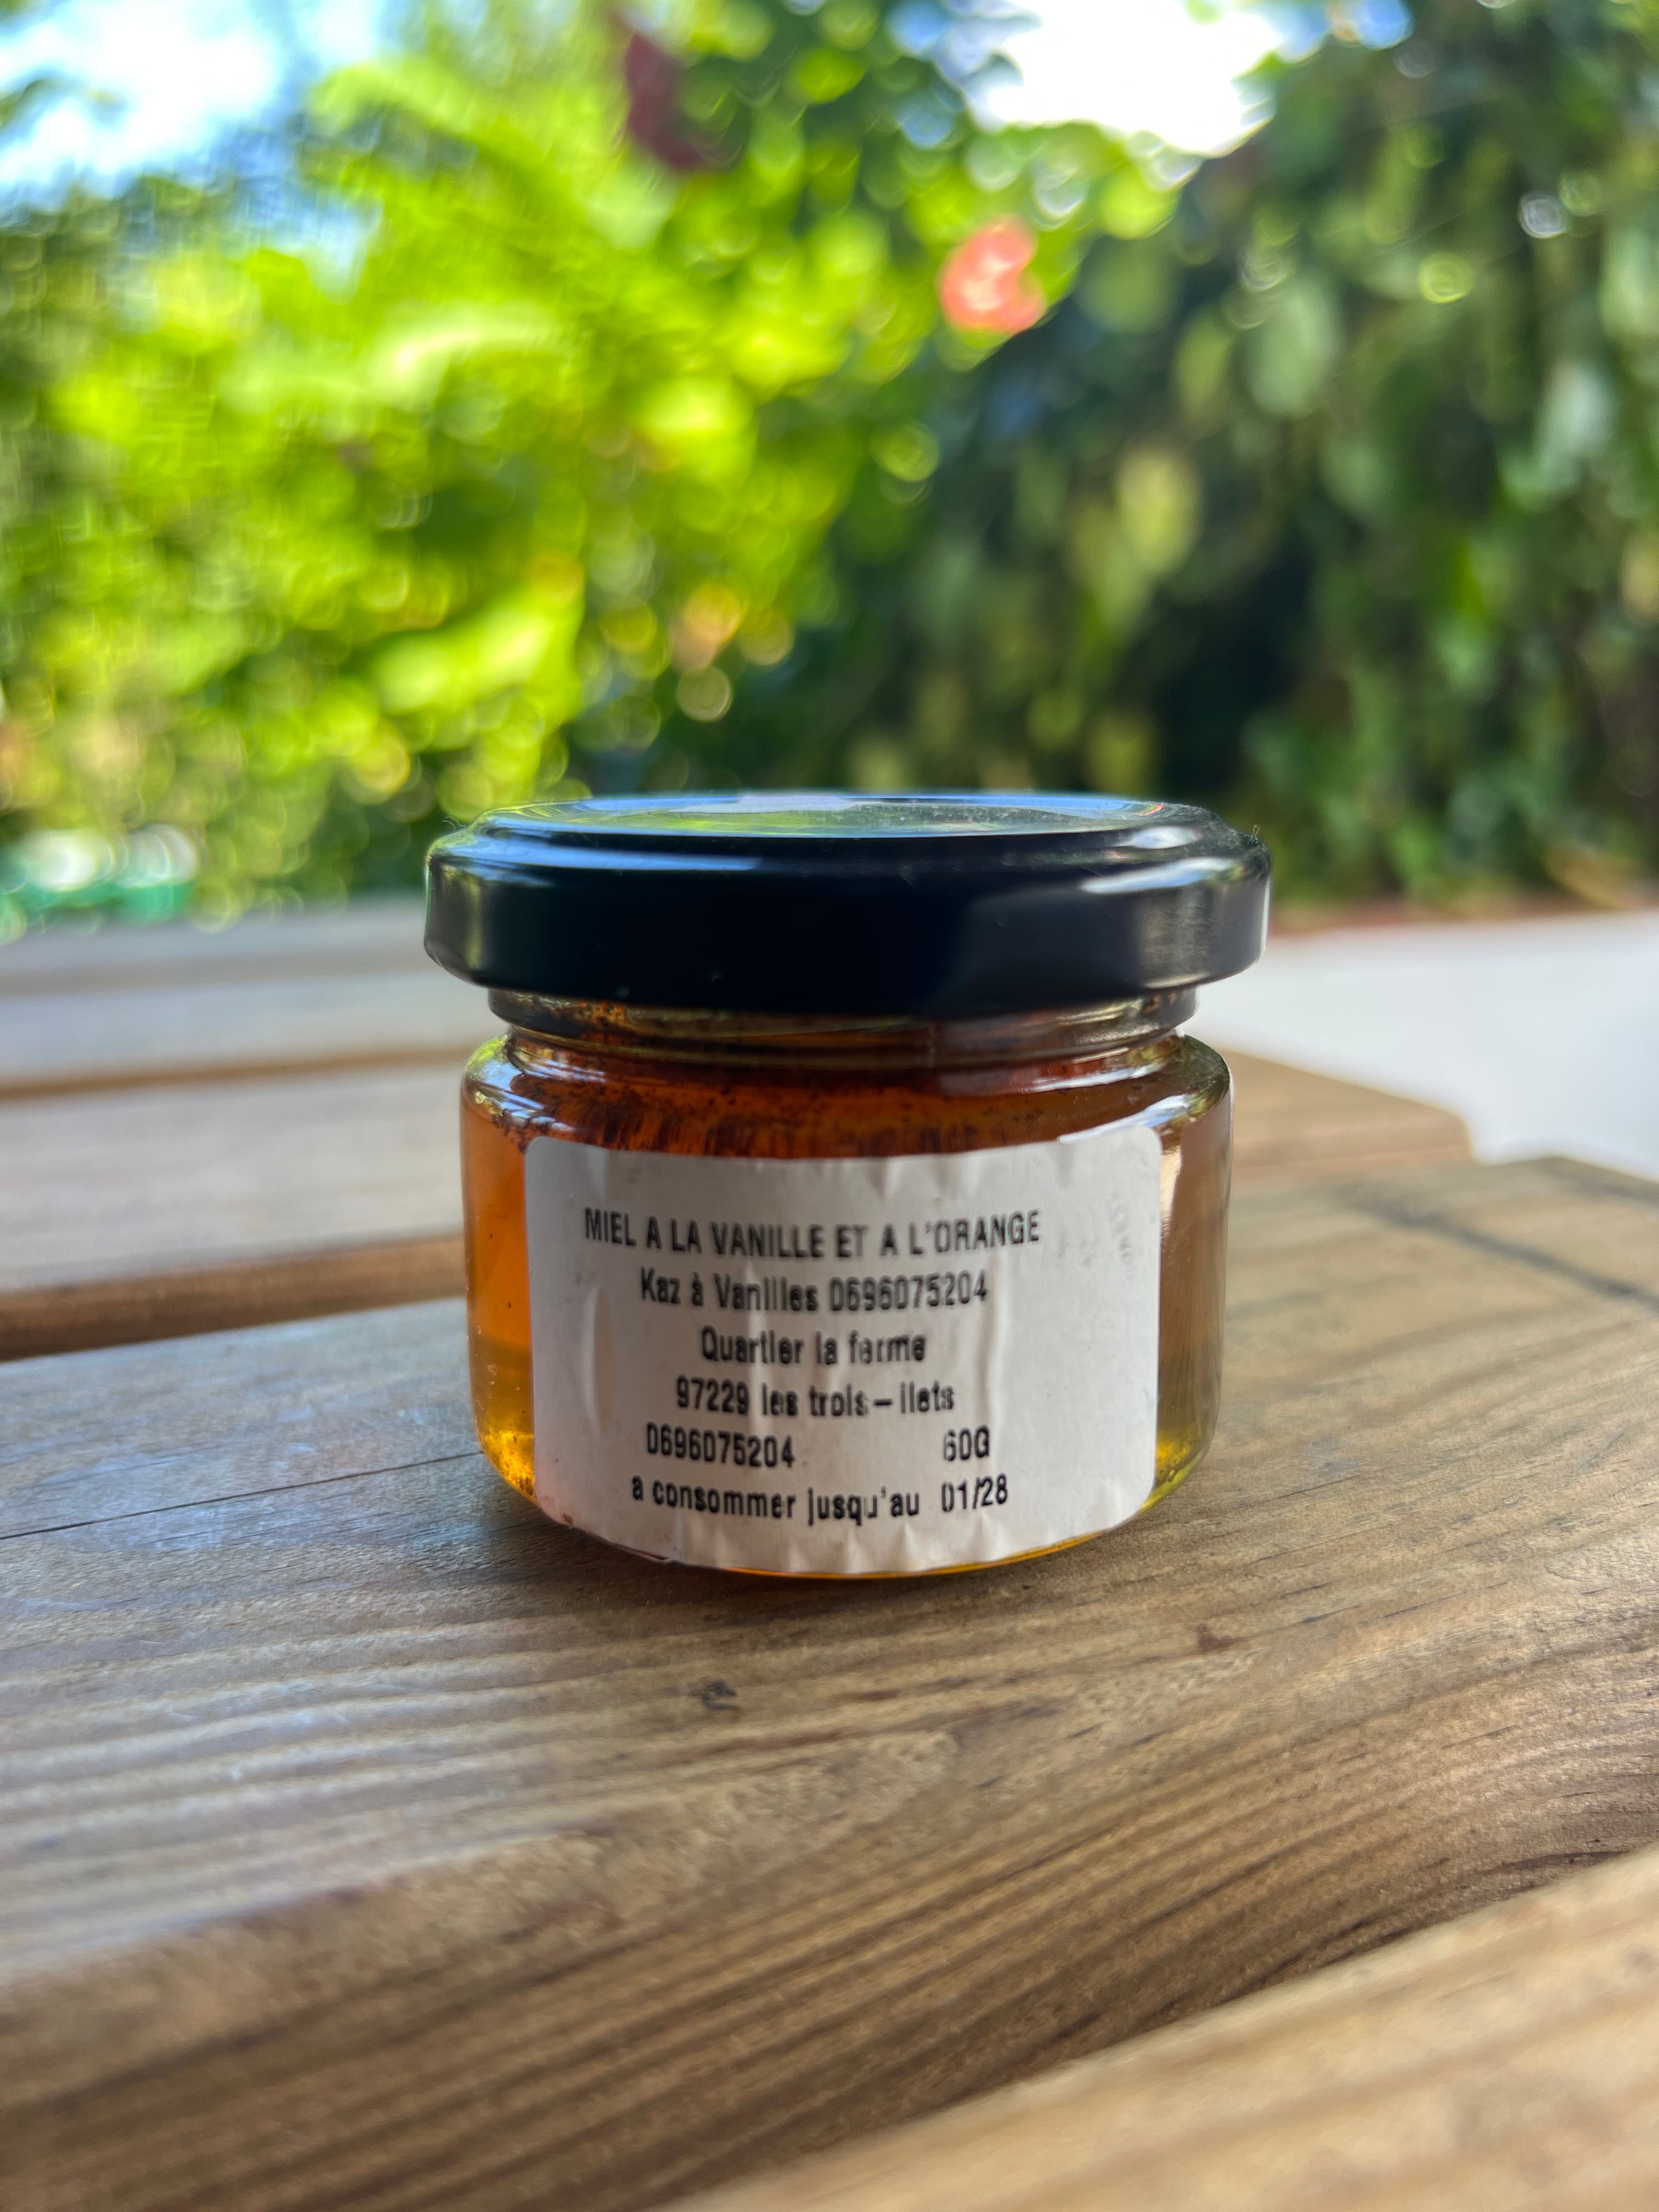 MIEL A LA VANILLE ET A L'ORANGE
Kaz à Vanilles 0696075204
Quartier la ferme
97229 les trois-ilets
0696075204 60G
a consommer jusqu'au 01/28